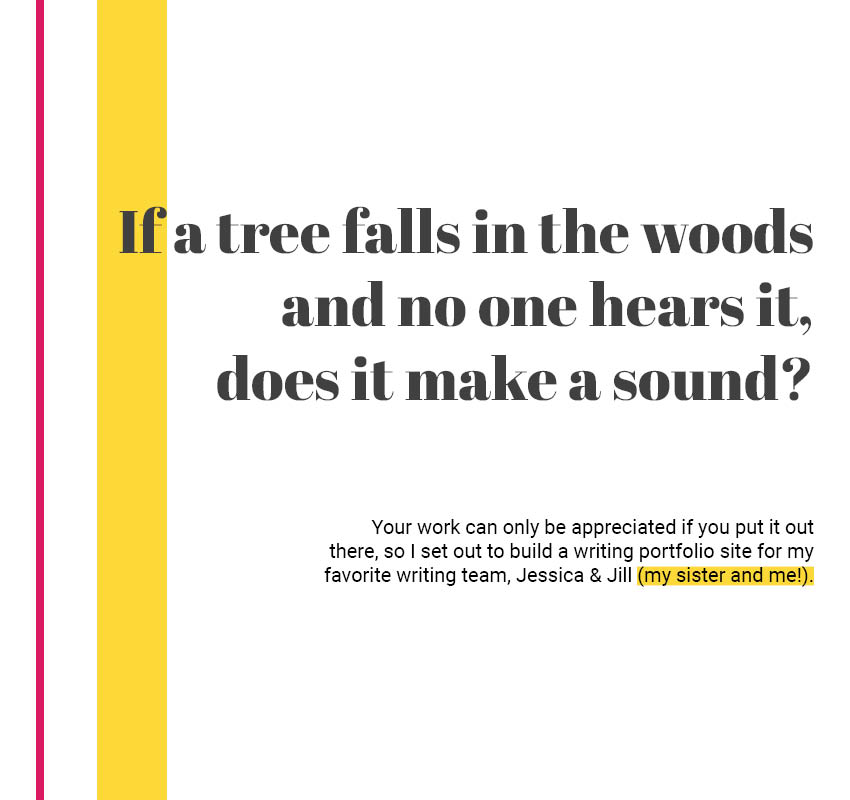 If a tree falls in the woods
and no one hears it,
does it make a sound?
Your work can only be appreciated if you put it out
there, so I set out to build a writing portfolio site for my
favorite writing team, Jessica & Jill (my sister and me!).